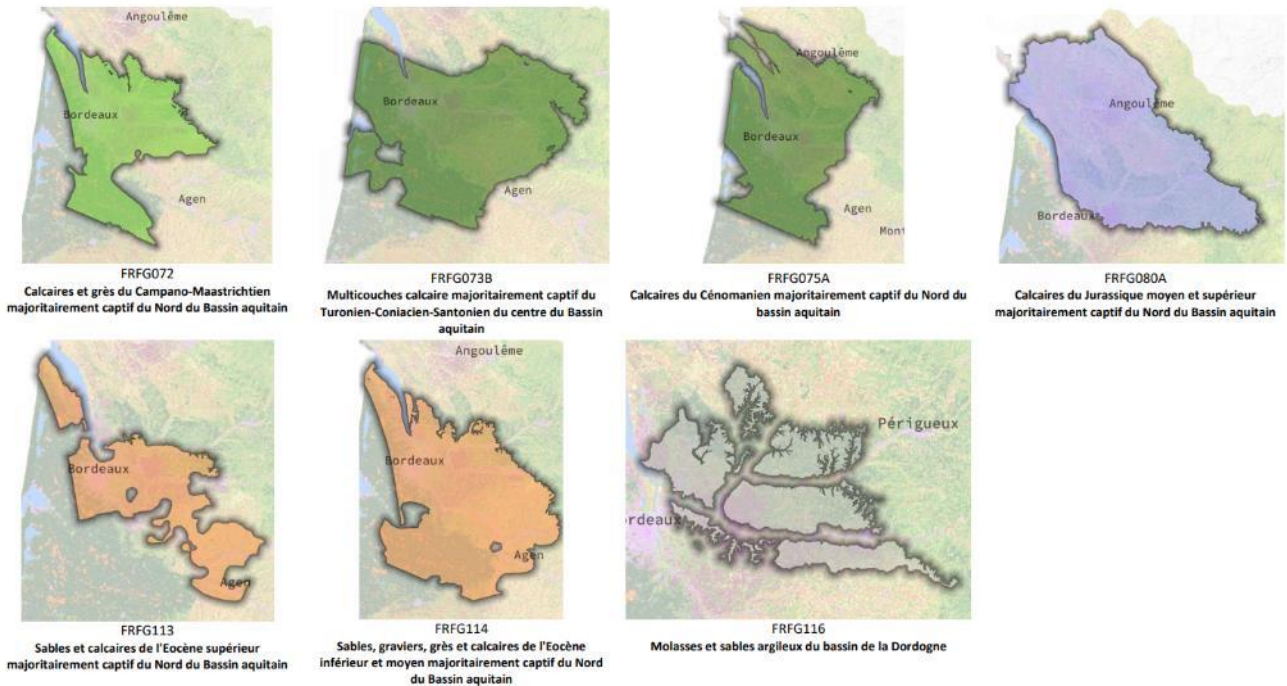 Angoulême
Bordeaux
Agen
FRFG072
Calcaires et grès du Campano-Maastrichtien
majoritairement captif du Nord du Bassin aquitain
Bordeaux
Agen
FRFG073B
Multicouches calcaire majoritairement captif du
Turonien-Coniacien-Santonien du centre du Bassin
aquitain
Angoulême
Bordeaux
Agen
Mont
FRFG075A
Calcaires du Cénomanien majoritairement captif du Nord du
bassin aquitain
Angoulême
Bordeaux
FRFG080A
Calcaires du Jurassique moyen et supérieur
majoritairement captif du Nord du Bassin aquitain
Bordeaux
Agen
FRFG113
Sables et calcaires de l'Eocène supérieur
majoritairement captif du Nord du Bassin aquitain
Angoulême
Bordeaux
Agen
FRFG114
Sables, graviers, grès et calcaires de l'Eocène
inférieur et moyen majoritairement captif du Nord
du Bassin aquitain
Périgueux
ordeaux
FRFG116
Molasses et sables argileux du bassin de la Dordogne